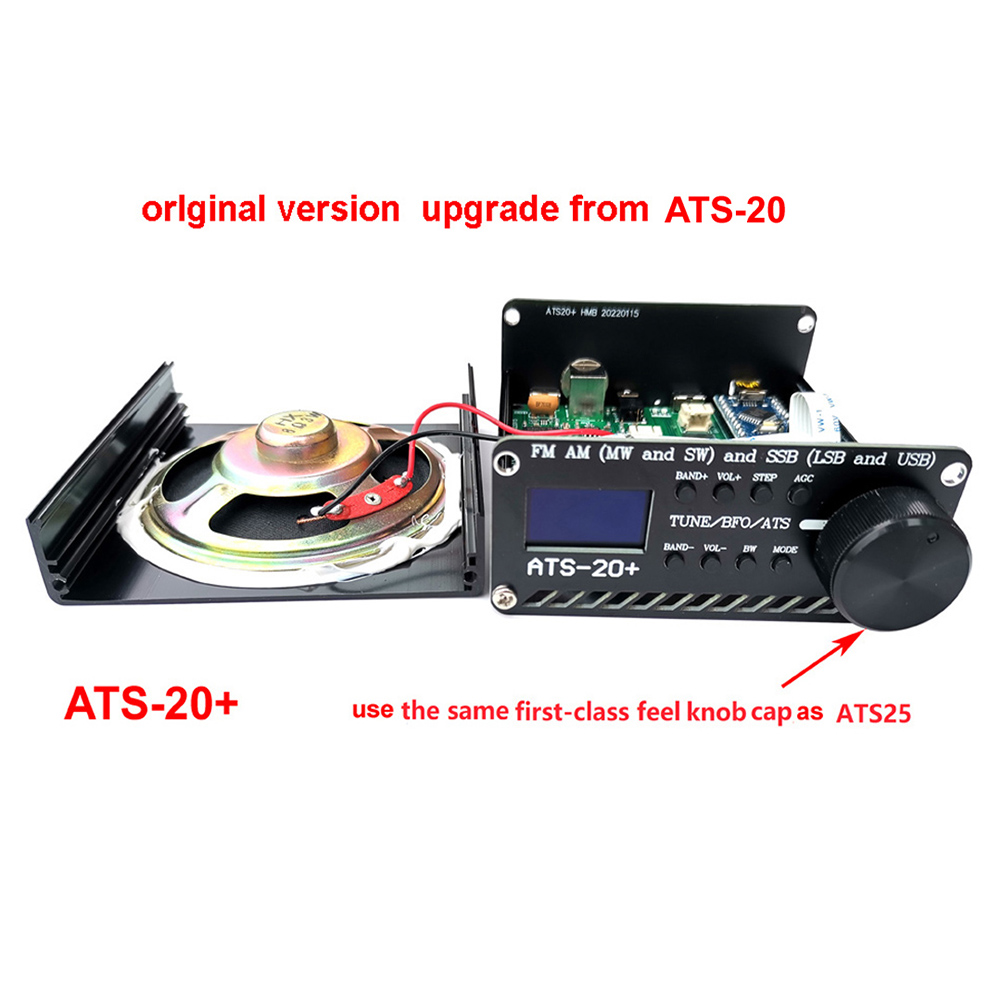 orIginal version upgrade from ATS-20
ATS20+ HMB 20220115
FM AM (MW and SW) and SSB (LSB and USB)
BAND+ VOL+ STEP AGC
TUNE/BFO/ATS
BAND- VOL- BW MODE
ATS-20+
ATS-20+
use the same first-class feel knob cap as ATS25